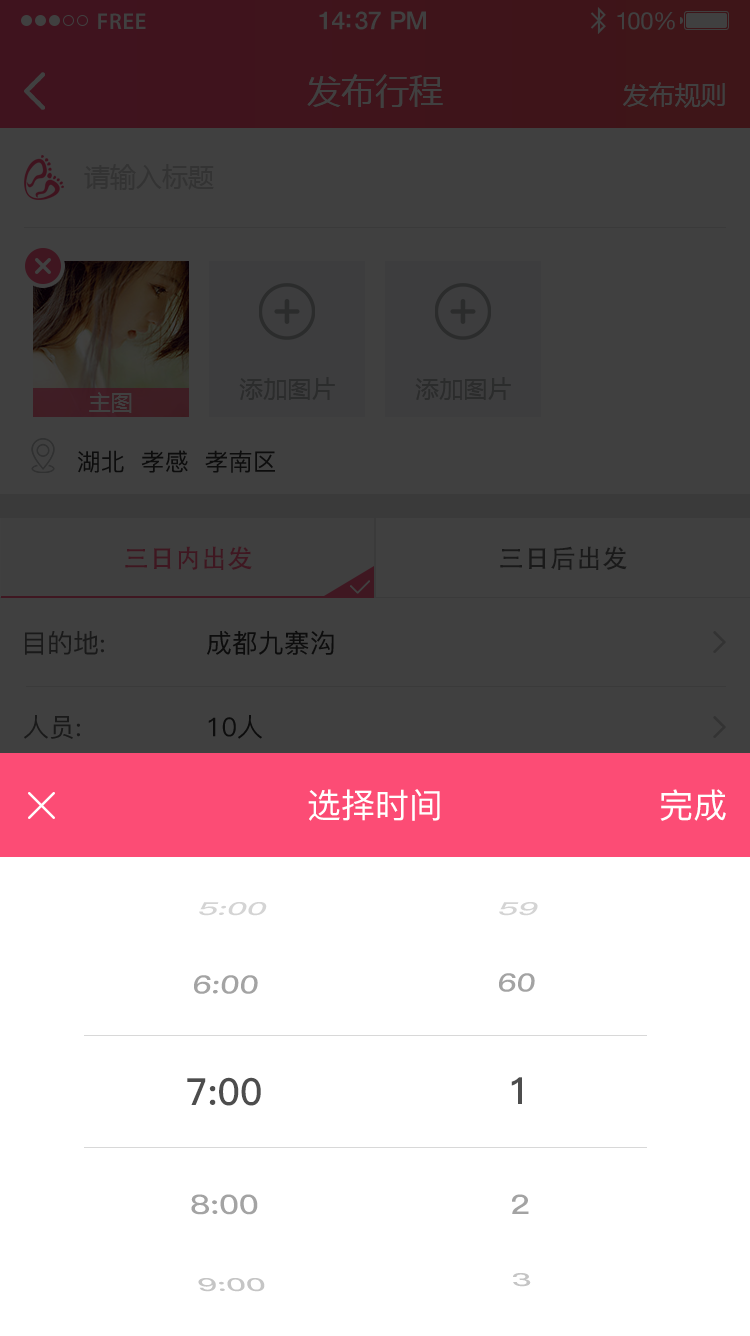 FREE 14:37 PM 100%
发布行程 发布规则
请输入标题
主图 添加图片 添加图片
湖北 孝感 孝南区
三日内出发 三日后出发
目的地: 成都九寨沟
人员: 10人
选择时间 完成
5:00 59
6:00 60
7:00 1
8:00 2
9:00 3